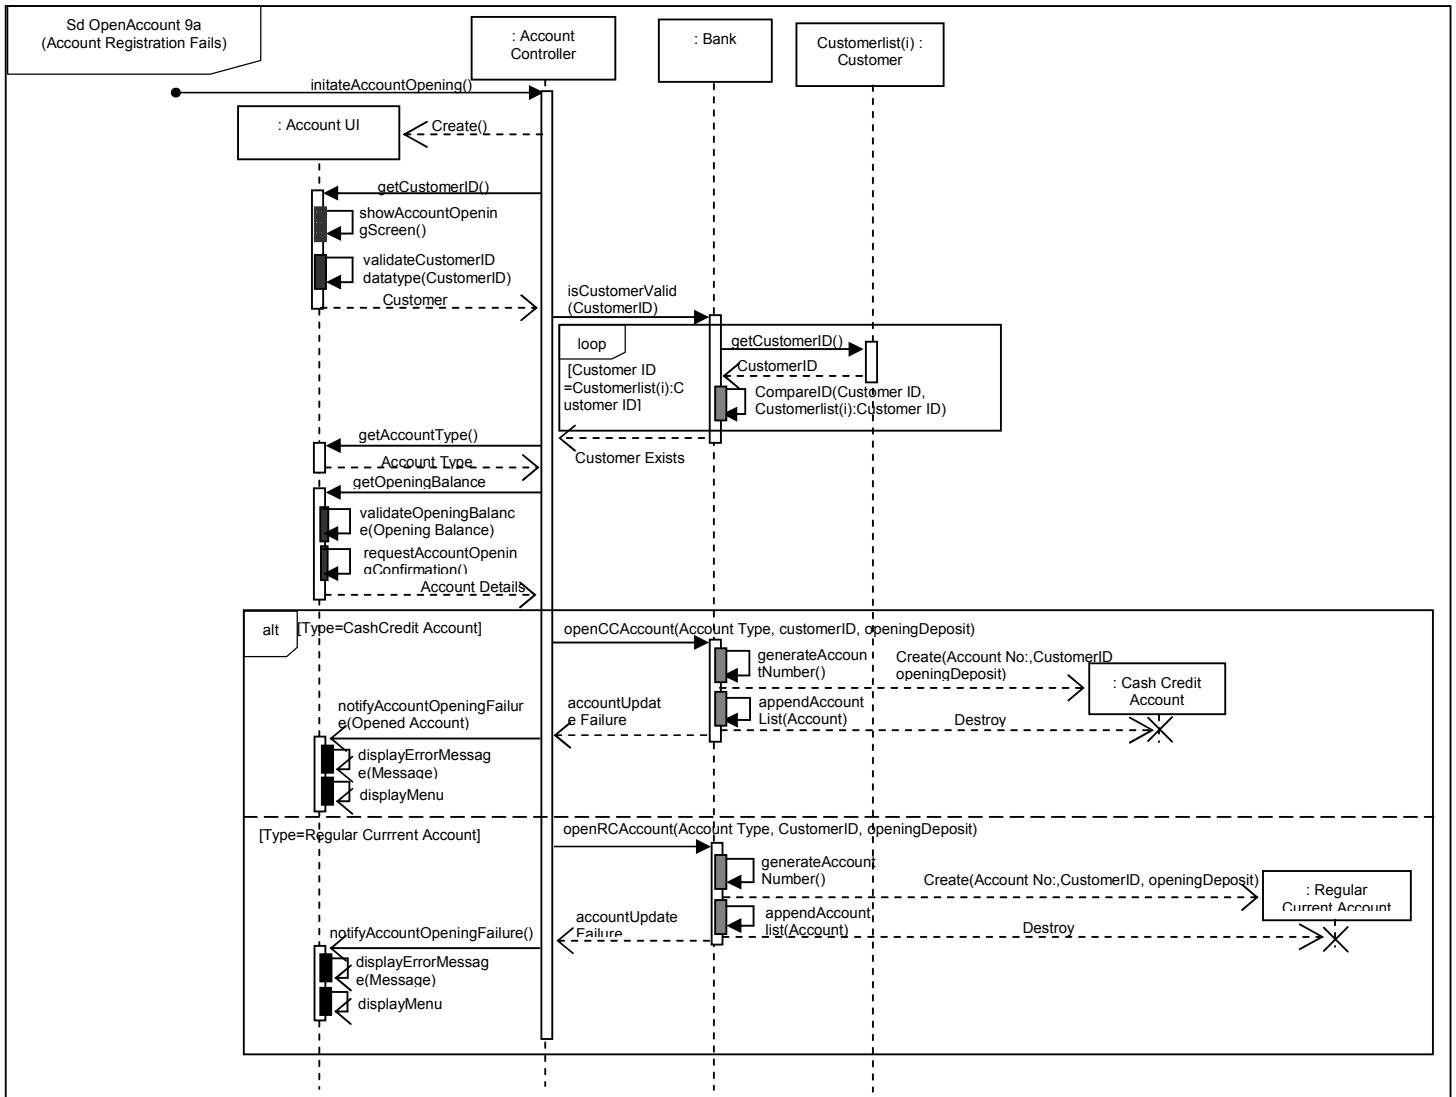 Sd OpenAccount 9a
(Account Registration Fails)
: Account
Controller
: Bank
Customerlist(i) :
Customer
initateAccountOpening()
: Account UI
Create()
getCustomerID()
showAccountOpenin
gScreen()
validateCustomerID
datatype(CustomerID)
Customer
isCustomerValid
(CustomerID)
loop
getCustomerID()
[Customer ID
=Customerlist(i):C
ustomer ID]
CustomerID
CompareID(Customer ID,
Customerlist(i):Customer ID)
getAccountType()
Customer Exists
Account Type
getOpeningBalance
validateOpeningBalanc
e(Opening Balance)
requestAccountOpenin
gConfirmation()
Account Details
alt
[Type=CashCredit Account]
openCCAccount(Account Type, customerID, openingDeposit)
generateAccoun
tNumber()
Create(Account No:,CustomerID
openingDeposit)
: Cash Credit
Account
notifyAccountOpeningFailur
e(Opened Account)
accountUpdat
e Failure
appendAccount
List(Account)
Destroy
displayErrorMessag
e(Message)
displayMenu
[Type=Regular Currrent Account]
openRCAccount(Account Type, CustomerID, openingDeposit)
generateAccount
Number()
Create(Account No:,CustomerID, openingDeposit)
: Regular
Current Account
notifyAccountOpeningFailure()
accountUpdate
Failure
appendAccount
list(Account)
Destroy
displayErrorMessag
e(Message)
displayMenu